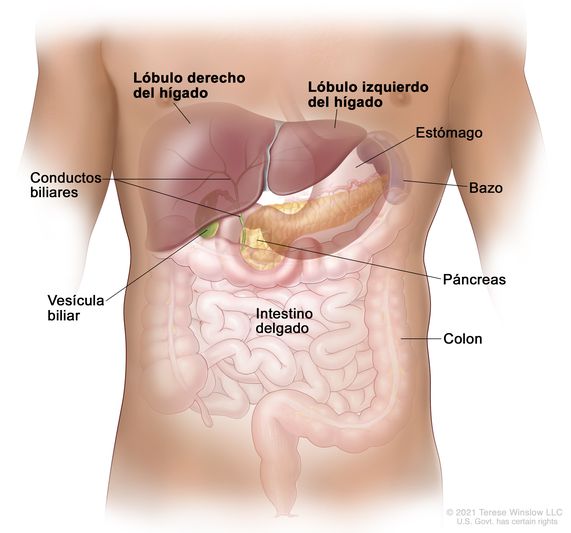 Lóbulo derecho
del hígado
Lóbulo izquierdo
del hígado
Estómago
Conductos
biliares
Bazo
Páncreas
Vesícula
biliar
Intestino
delgado
Colon
© 2021 Terese Winslow LLC
U.S. Govt. has certain rights